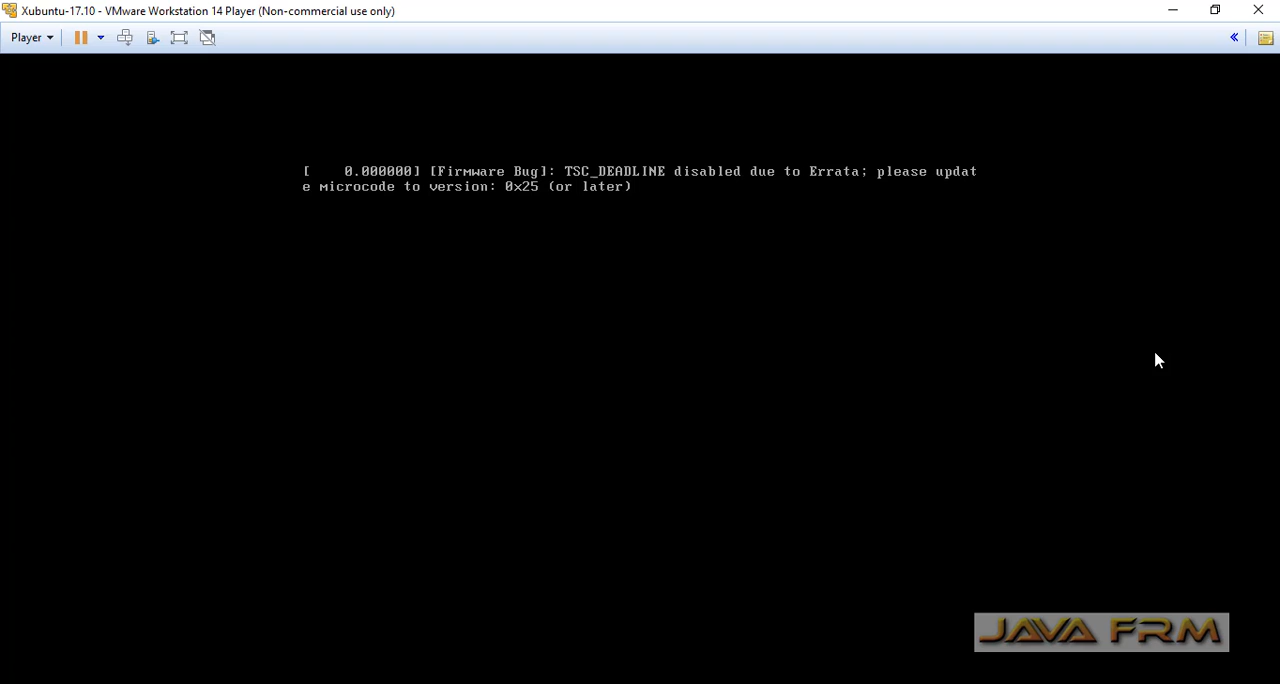 Xubuntu-17.10 - VMware Workstation 14 Player (Non-commercial use only)
Player
[    0.000000] [Firmware Bug]: TSC_DEADLINE disabled due to Errata; please updat
e microcode to version: 0x25 (or later)
JAVA FRM